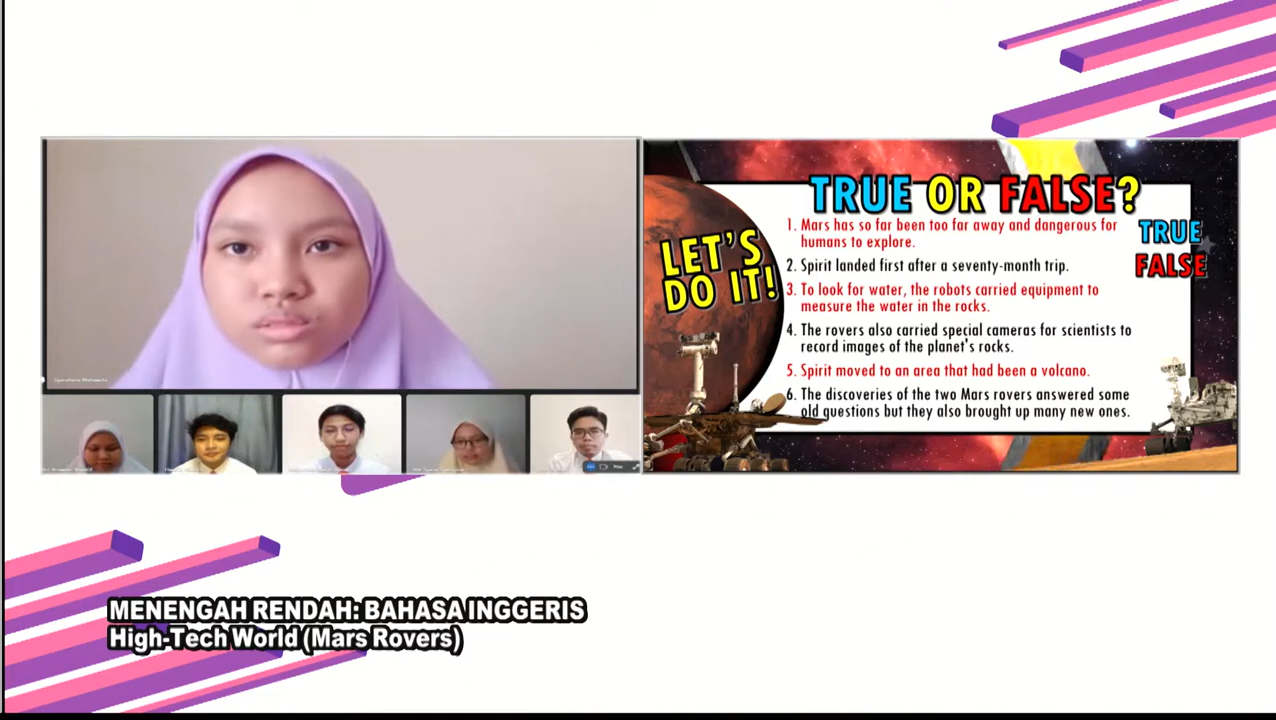 TRUE OR FALSE?
LET'S
DO IT!
1. Mars has so far been too far away and dangerous for
humans to explore.
2. Spirit landed first after a seventy-month trip.
3. To look for water, the robots carried equipment to
measure the water in the rocks.
4. The rovers also carried special cameras for scientists to
record images of the planet's rocks.
5. Spirit moved to an area that had been a volcano.
6. The discoveries of the two Mars rovers answered some
old questions but they also brought up many new ones.
TRUE
FALSE
MENENGAH RENDAH: BAHASA INGGERIS
High-Tech World (Mars Rovers)